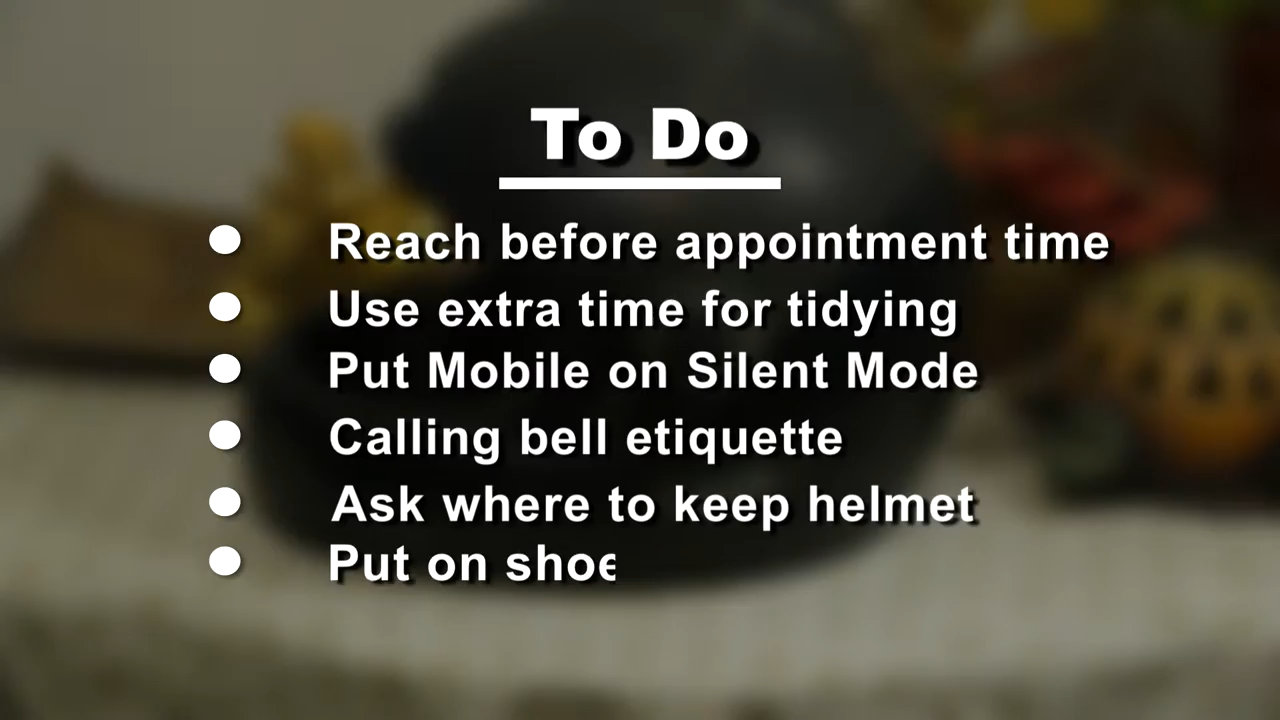 To Do
Reach before appointment time
Use extra time for tidying
Put Mobile on Silent Mode
Calling bell etiquette
Ask where to keep helmet
Put on